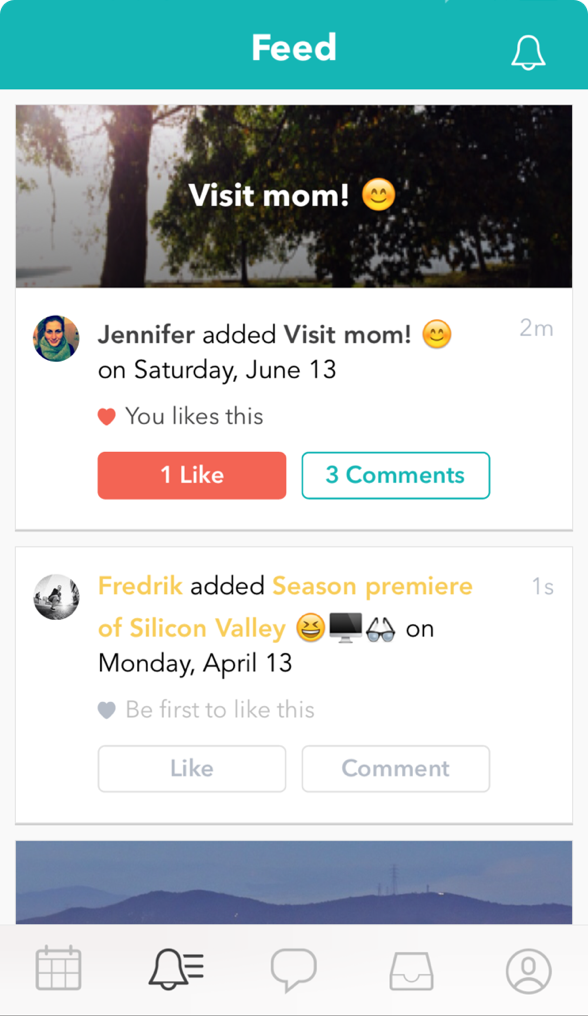 Feed
Visit mom! 😊
Jennifer added Visit mom! 😊
2m
on Saturday, June 13
You likes this
1 Like
3 Comments
Fredrik added Season premiere
1s
of Silicon Valley 😆🖥👓 on
Monday, April 13
Be first to like this
Like
Comment